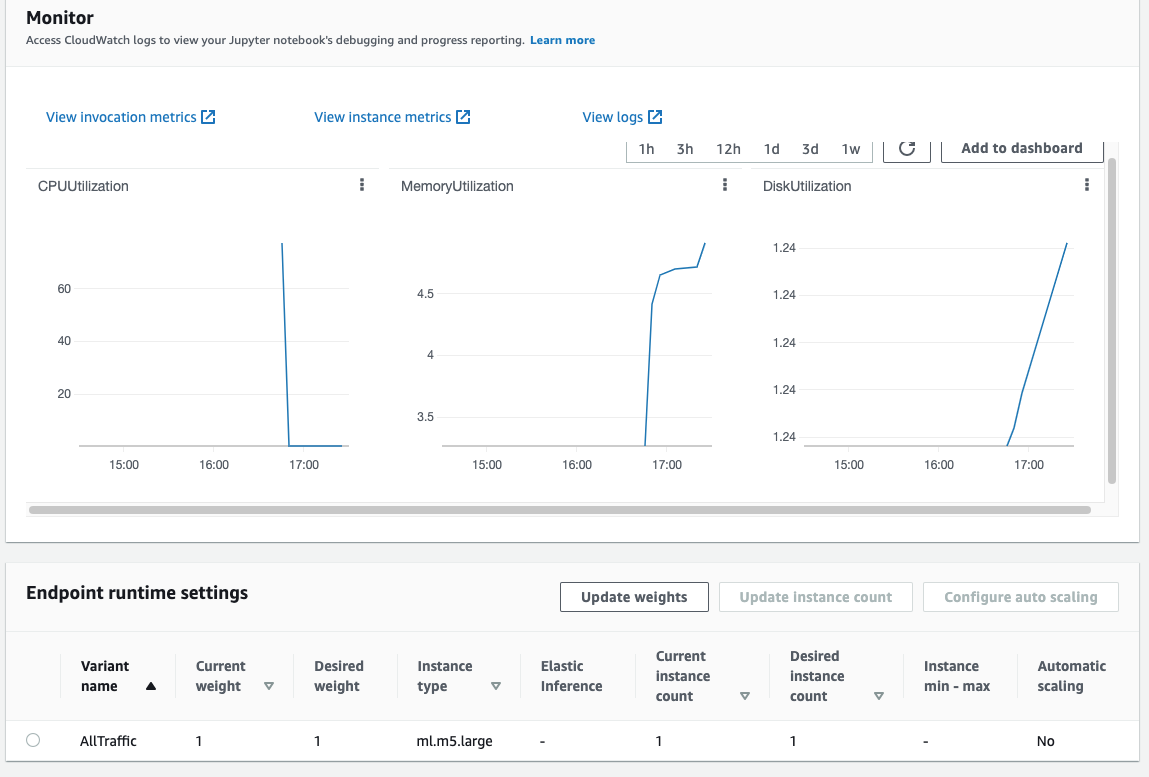 Monitor
Access CloudWatch logs to view your Jupyter notebook's debugging and progress reporting. Learn more
View invocation metrics
View instance metrics
View logs
1h 3h 12h 1d 3d 1w
Add to dashboard
CPUUtilization
60
40
20
15:00 16:00 17:00
MemoryUtilization
4.5
4
3.5
15:00 16:00 17:00
DiskUtilization
1.24
1.24
1.24
1.24
1.24
15:00 16:00 17:00
Endpoint runtime settings
Update weights
Update instance count
Configure auto scaling
Variant name
Current weight
Desired weight
Instance type
Elastic Inference
Current instance count
Desired instance count
Instance min - max
Automatic scaling
AllTraffic 1 1 ml.m5.large - 1 1 - No